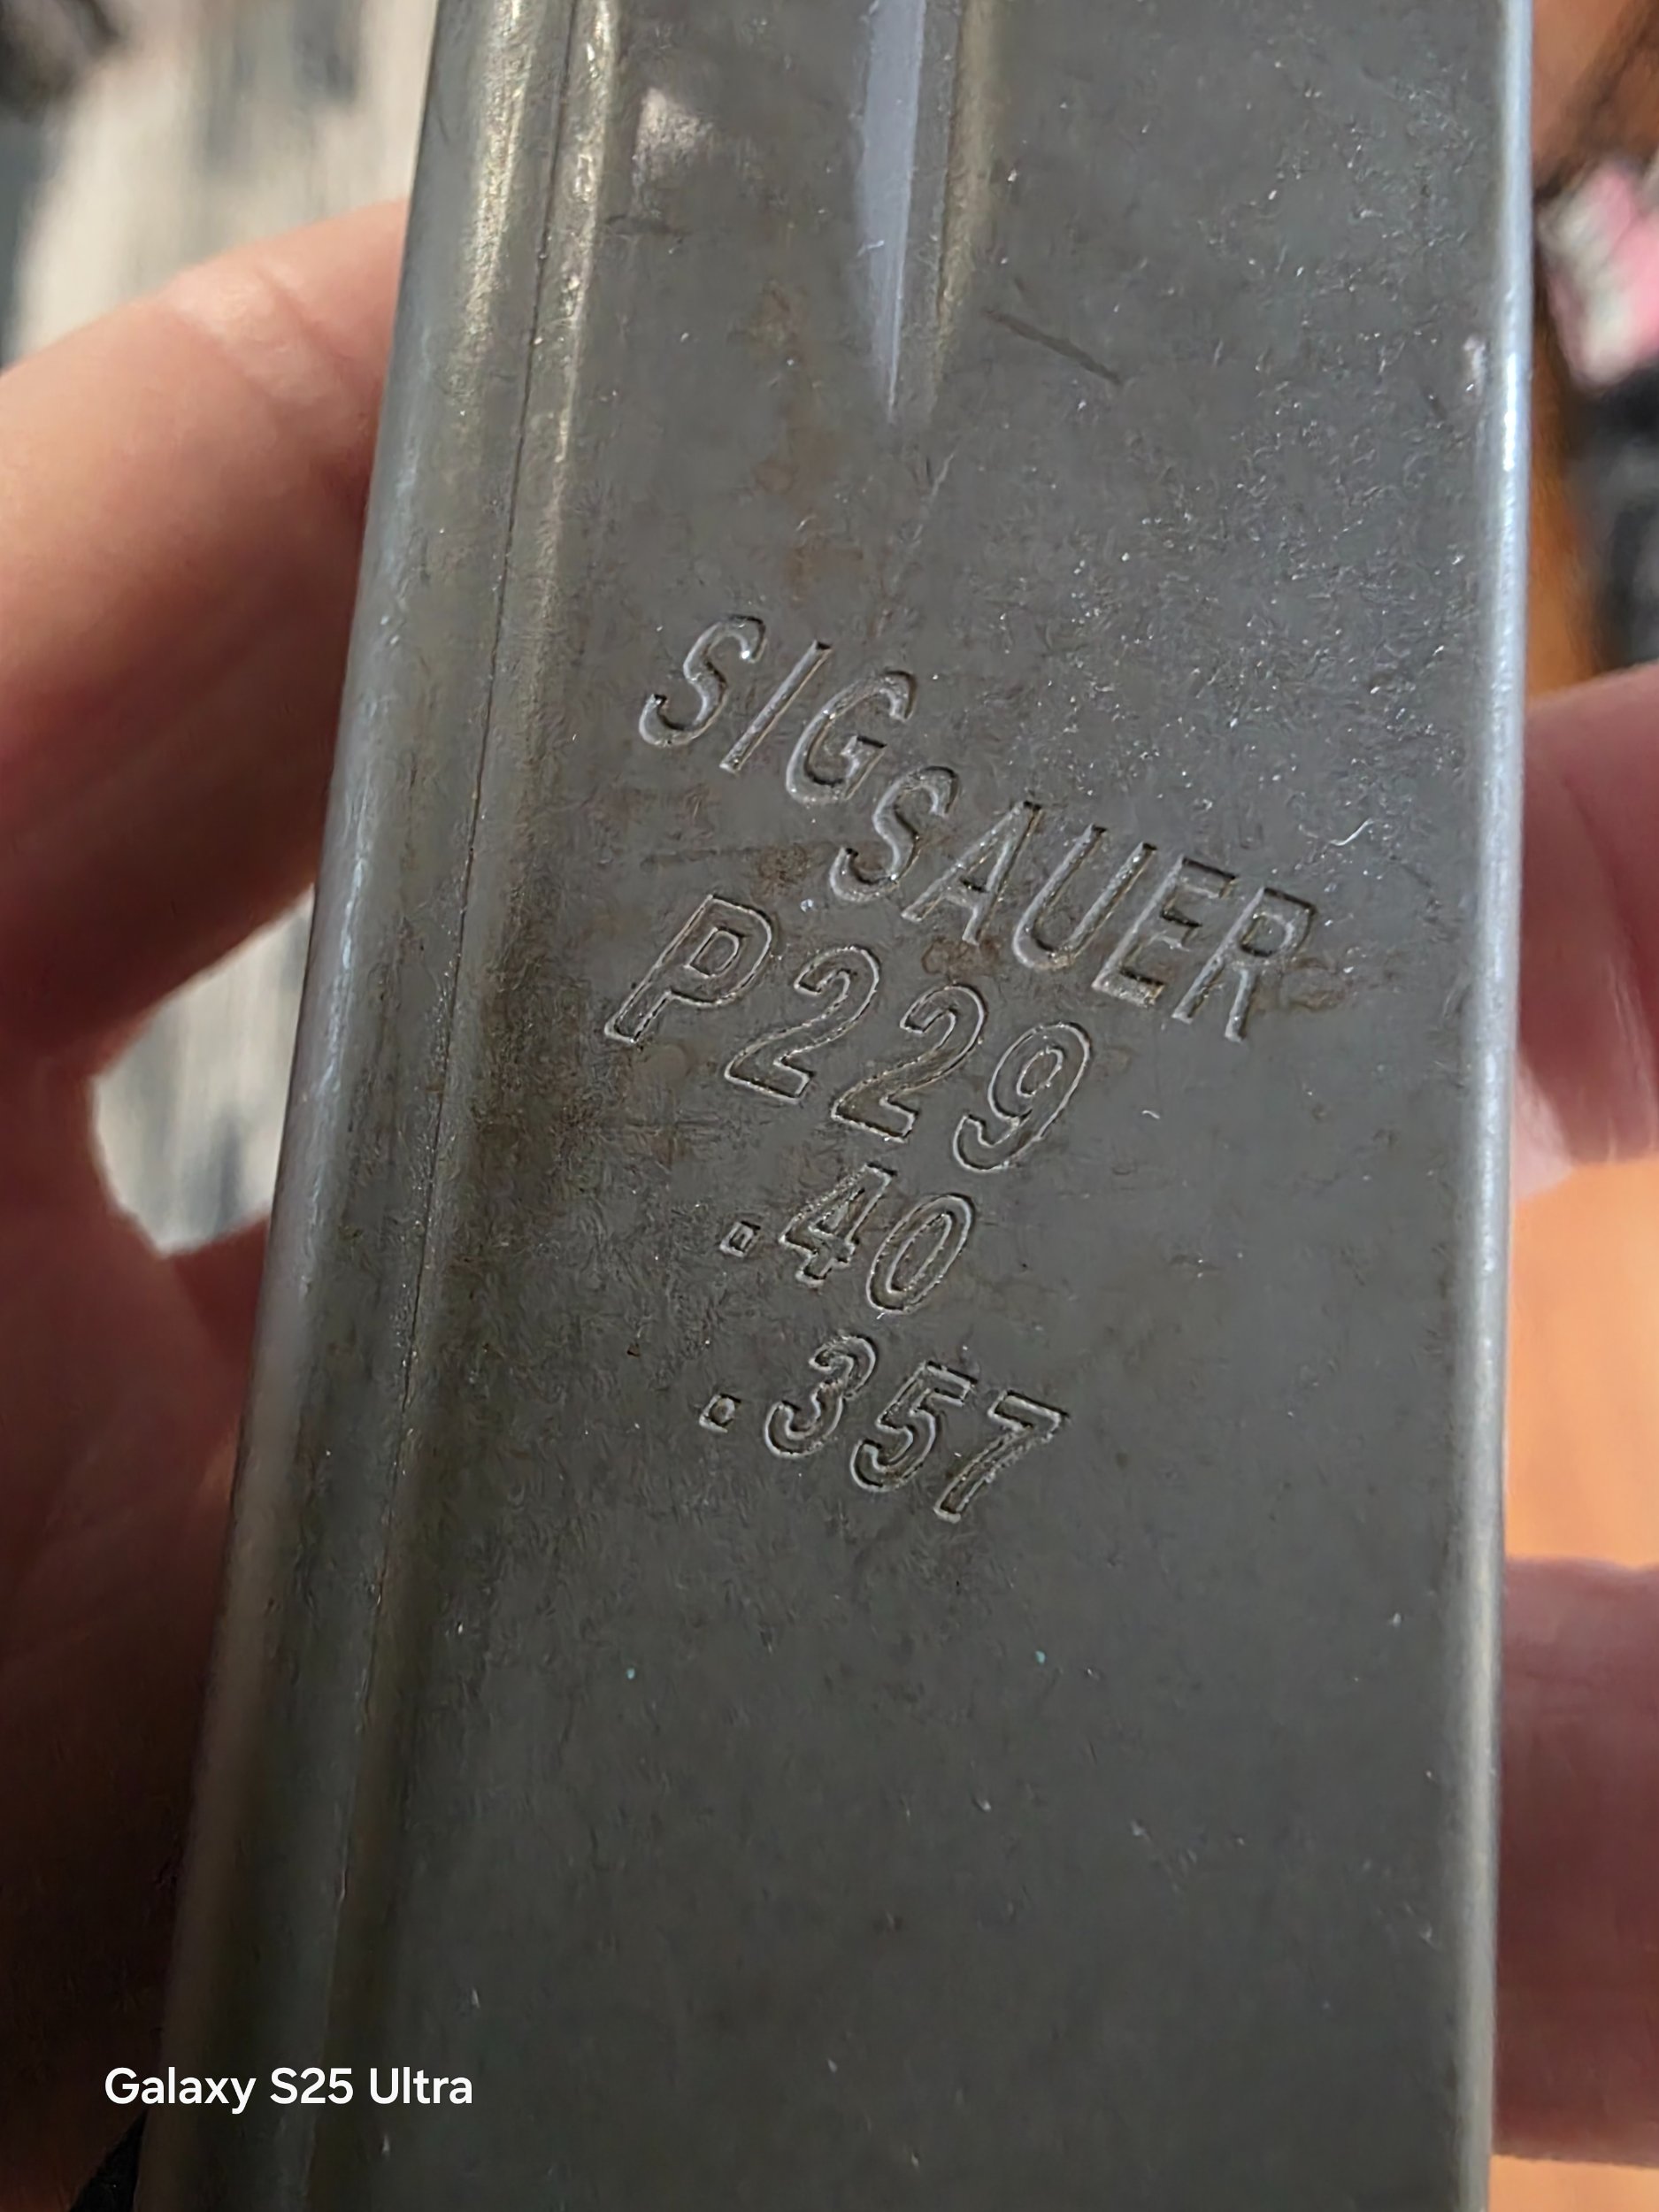 SIG
SAUER
P229
.40
.357
Galaxy S25 Ultra